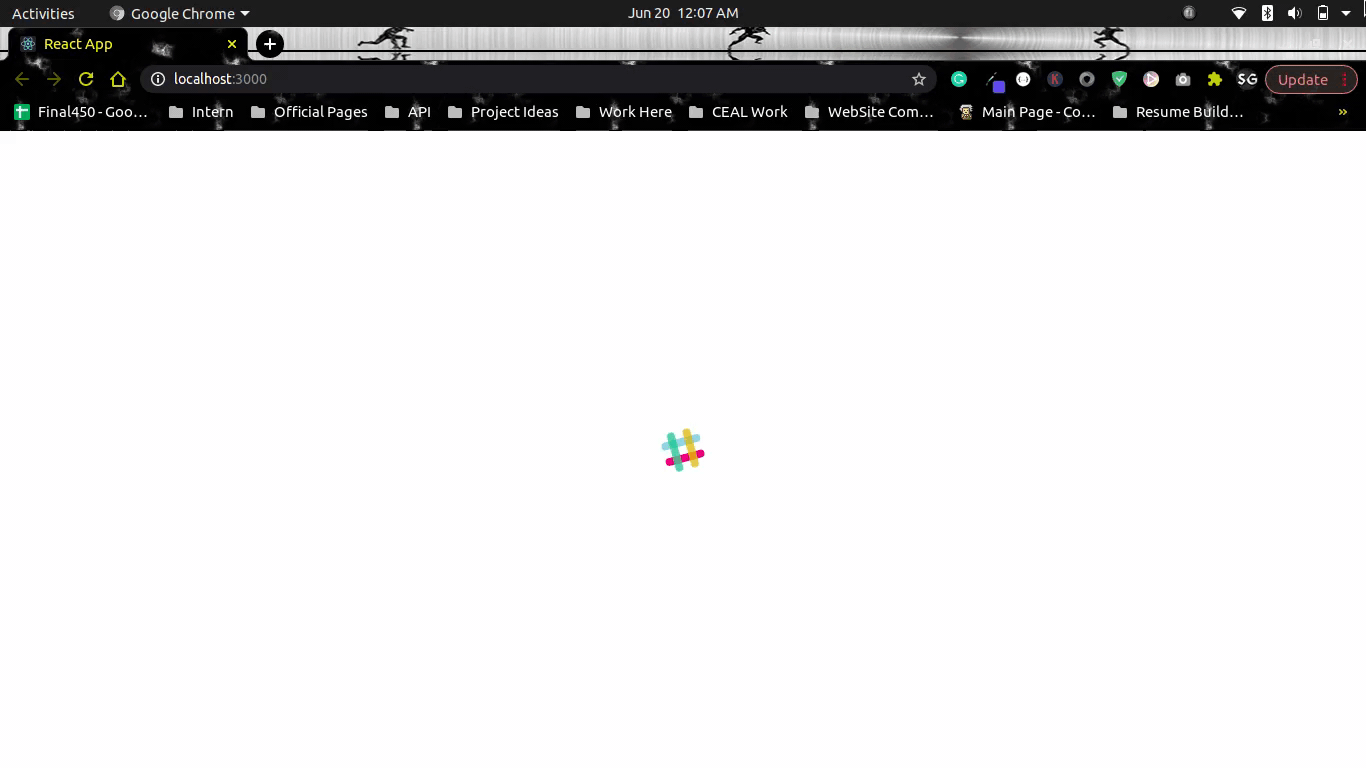 Activities Google Chrome Jun 20 12:07 AM
React App
localhost:3000 SG Update
Final450 - Goo... Intern Official Pages API Project Ideas Work Here CEAL Work WebSite Com... Main Page - Co... Resume Build... »